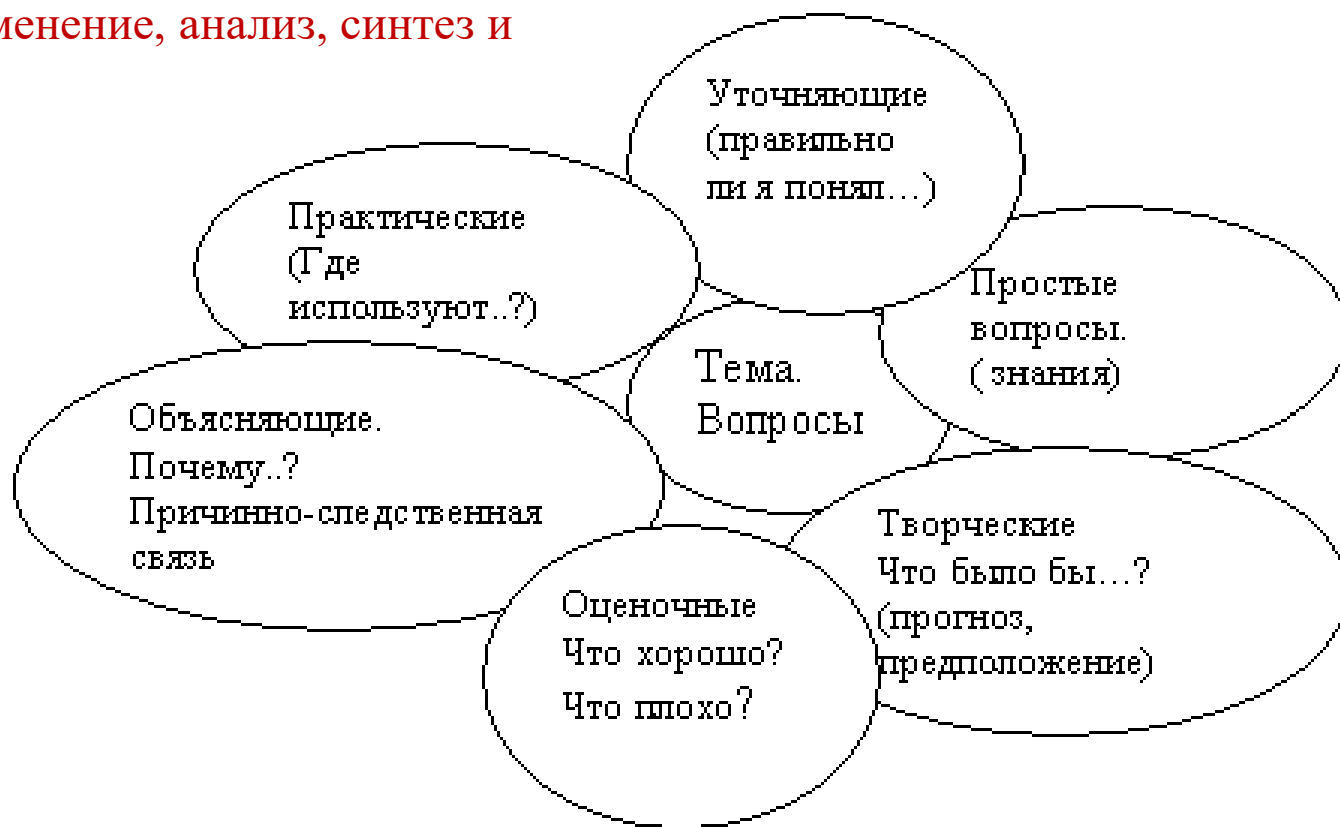 менение, анализ, синтез и
Уточняющие
(правильно
ли я понял...)
Практические
(Где
используют..?)
Простые
вопросы.
( знания)
Тема.
Вопросы
Объясняющие.
Почему..?
Причинно-следственная
связь
Творческие
Что было бы...?
(прогноз,
предположение)
Оценочные
Что хорошо?
Что плохо?